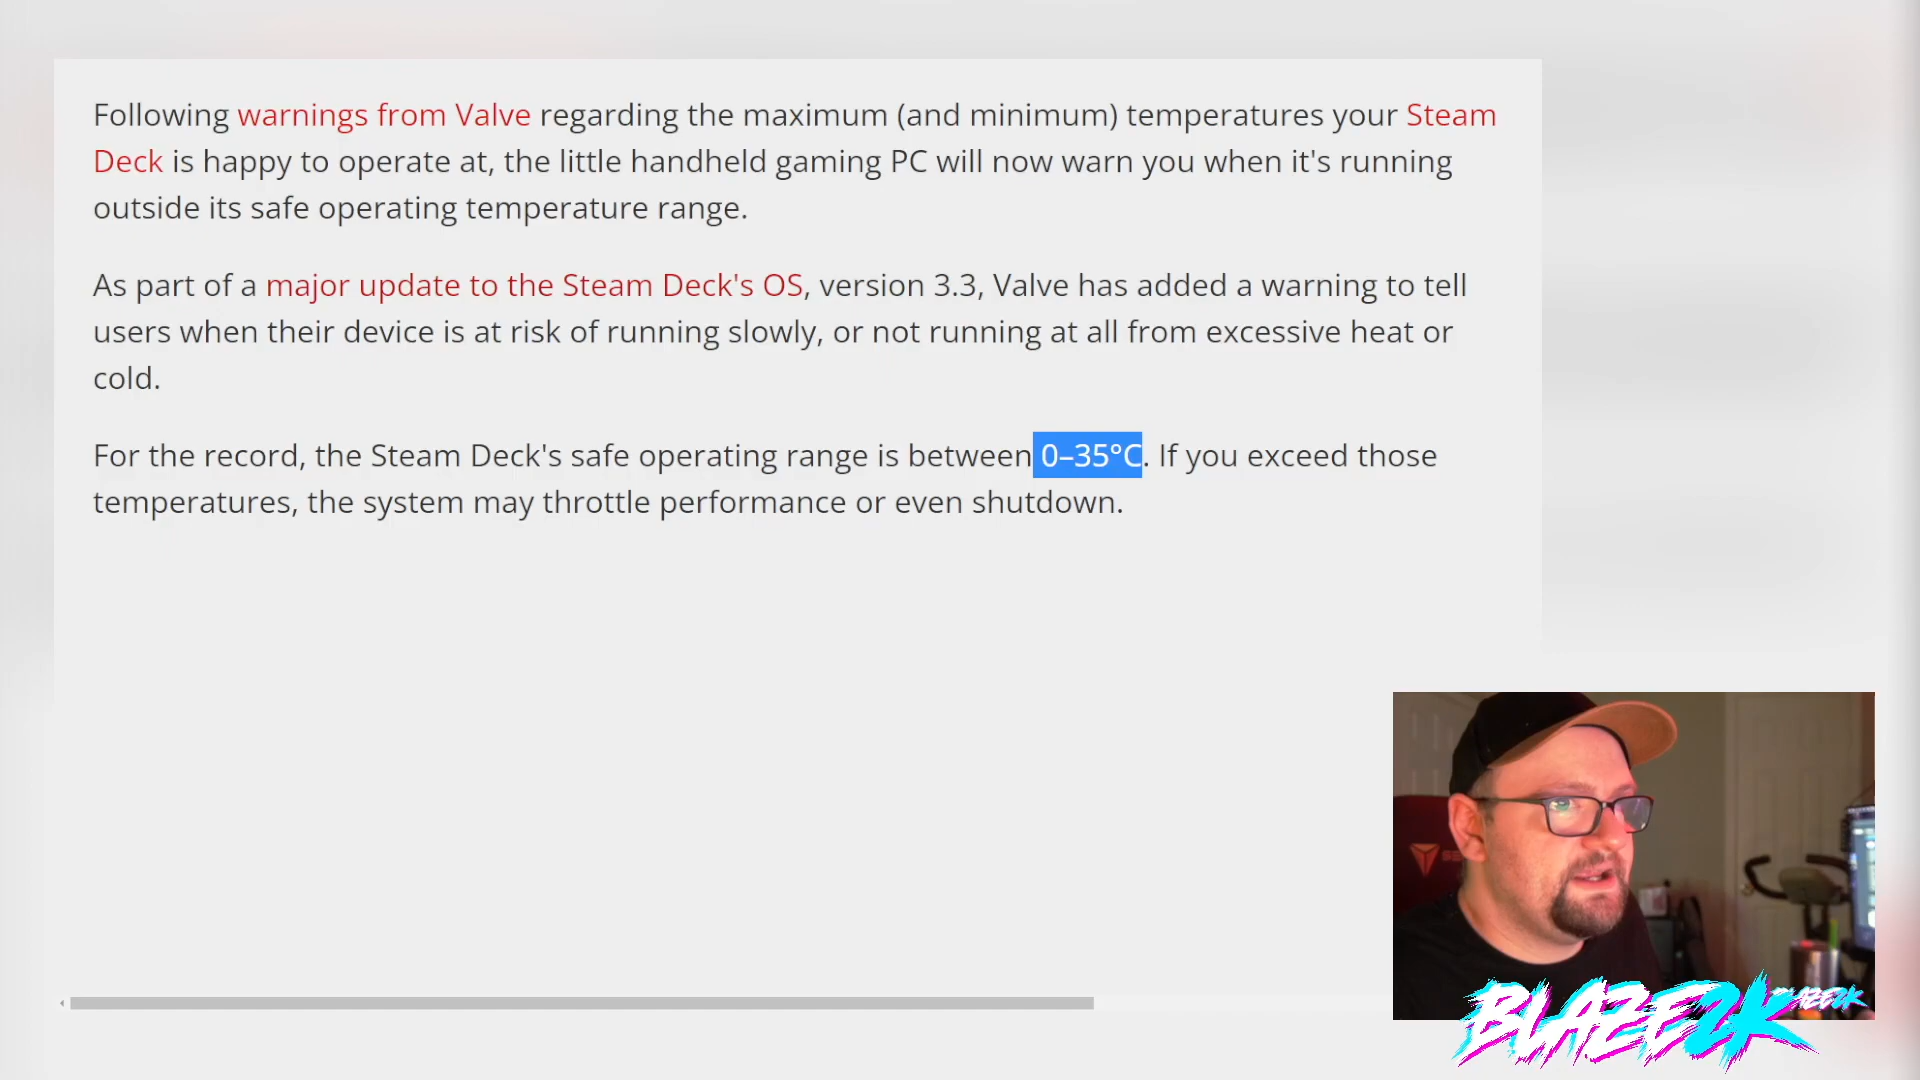 Following warnings from Valve regarding the maximum (and minimum) temperatures your Steam
Deck is happy to operate at, the little handheld gaming PC will now warn you when it's running
outside its safe operating temperature range.
As part of a major update to the Steam Deck's OS, version 3.3, Valve has added a warning to tell
users when their device is at risk of running slowly, or not running at all from excessive heat or
cold.
For the record, the Steam Deck's safe operating range is between 0–35°C. If you exceed those
temperatures, the system may throttle performance or even shutdown.
BLAZE2K
BLAZE2K